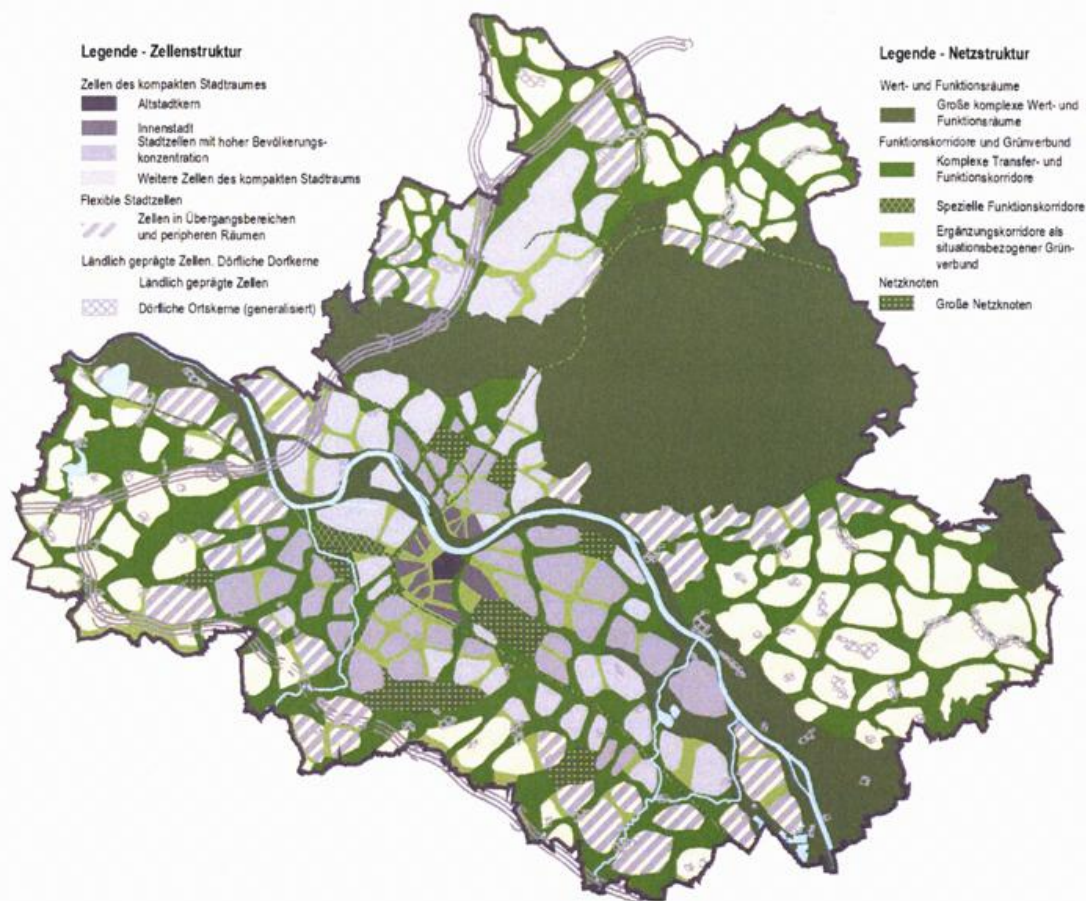 Legende - Zellenstruktur
Zellen des kompakten Stadtraumes
Altstadtkern
Innenstadt
Stadtzellen mit hoher Bevölkerungs-
konzentration
Weitere Zellen des kompakten Stadtraums
Flexible Stadtzellen
Zellen in Übergangsbereichen
und peripheren Räumen
Ländlich geprägte Zellen. Dörfliche Dorfkerne
Ländlich geprägte Zellen
Dörfliche Ortskerne (generalisiert)
Legende - Netzstruktur
Wert- und Funktionsräume
Große komplexe Wert- und
Funktionsräume
Funktionskorridore und Grünverbund
Komplexe Transfer- und
Funktionskorridore
Spezielle Funktionskorridore
Ergänzungskorridore als
situationsbezogener Grün-
verbund
Netzknoten
Große Netzknoten